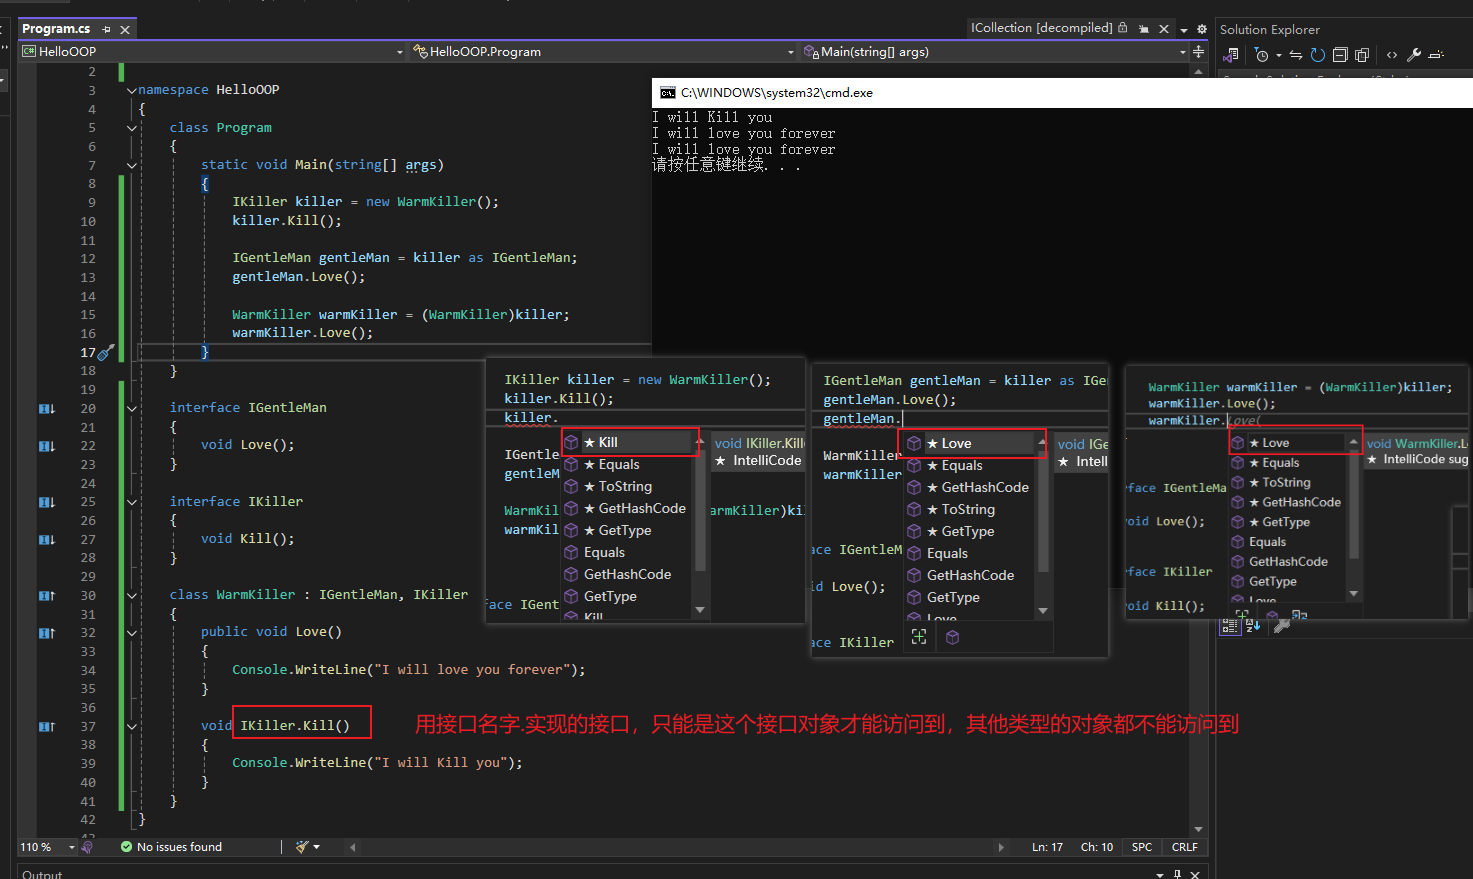 Program.cs
ICollection [decompiled]
Solution Explorer
HelloOOP
HelloOOP.Program
Main(string[] args)
2
3 namespace HelloOOP
4 {
5 class Program
6 {
7 static void Main(string[] args)
8 {
9 IKiller killer = new WarmKiller();
10 killer.Kill();
11
12 IGentleMan gentleMan = killer as IGentleMan;
13 gentleMan.Love();
14
15 WarmKiller warmKiller = (WarmKiller)killer;
16 warmKiller.Love();
17 }
18 }
19
20 interface IGentleMan
21 {
22 void Love();
23 }
24
25 interface IKiller
26 {
27 void Kill();
28 }
29
30 class WarmKiller : IGentleMan, IKiller
31 {
32 public void Love()
33 {
34 Console.WriteLine("I will love you forever");
35 }
36
37 void IKiller.Kill()
38 {
39 Console.WriteLine("I will Kill you");
40 }
41 }
42 }
用接口名字.实现的接口，只能是这个接口对象才能访问到，其他类型的对象都不能访问到
C:\WINDOWS\system32\cmd.exe
I will Kill you
I will love you forever
I will love you forever
请按任意键继续. . .
IKiller killer = new WarmKiller();
killer.Kill();
killer.
★ Kill
void IKiller.Kill
★ IntelliCode
★ Equals
★ ToString
★ GetHashCode
★ GetType
Equals
GetHashCode
GetType
Kill
IGentle
gentleM
WarmKil
armKiller)kil
warmKil
face IGent
IGentleMan gentleMan = killer as IGe
gentleMan.Love();
gentleMan.
★ Love
void IGe
★ Intell
★ Equals
★ GetHashCode
★ ToString
★ GetType
Equals
GetHashCode
GetType
Love
WarmKill
warmKill
ace IGentleM
id Love();
ace IKiller
WarmKiller warmKiller = (WarmKiller)killer;
warmKiller.Love();
warmKiller.Love(
★ Love
void WarmKiller.L
★ IntelliCode sug
★ Equals
★ ToString
★ GetHashCode
★ GetType
Equals
GetHashCode
GetType
Love
rface IGentleMa
void Love();
rface IKiller
void Kill();
110 %
No issues found
Ln: 17
Ch: 10
SPC
CRLF
Output